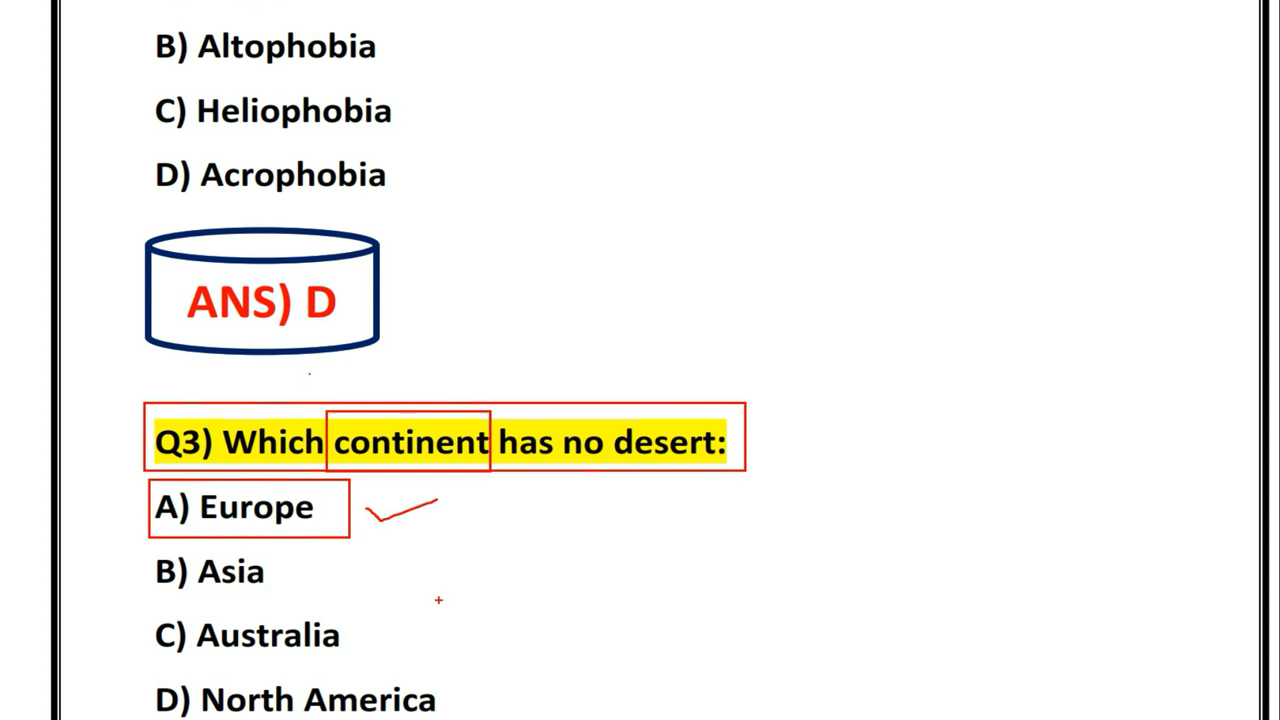 B) Altophobia
C) Heliophobia
D) Acrophobia
ANS) D
Q3) Which continent has no desert:
A) Europe
B) Asia
C) Australia
D) North America